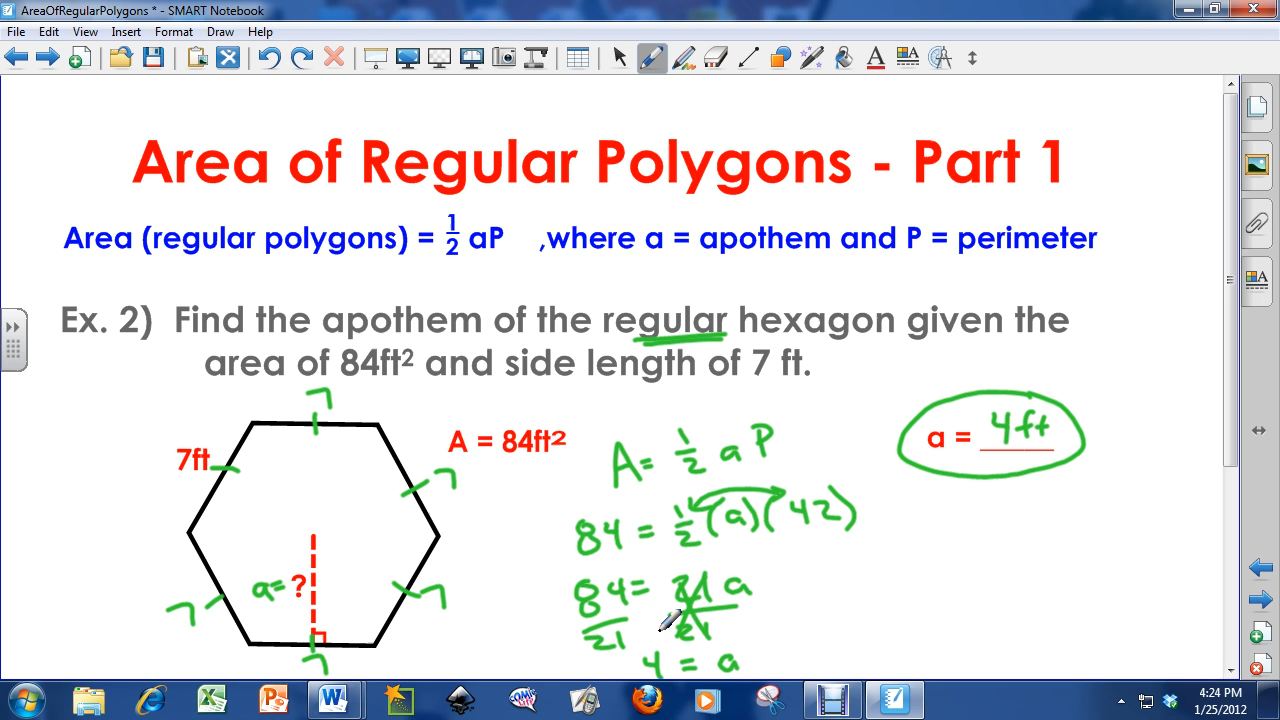 AreaOfRegularPolygons * - SMART Notebook
File Edit View Insert Format Draw Help
Area of Regular Polygons - Part 1
Area (regular polygons) = 1/2 aP ,where a = apothem and P = perimeter
Ex. 2) Find the apothem of the regular hexagon given the
area of 84ft² and side length of 7 ft.
7
7ft
7
7
7
7
a= ?
A = 84ft²
A = 1/2 a P
84 = 1/2 (a)(42)
84 = 21 a
21 21
4 = a
a = 4ft
4:24 PM
1/25/2012